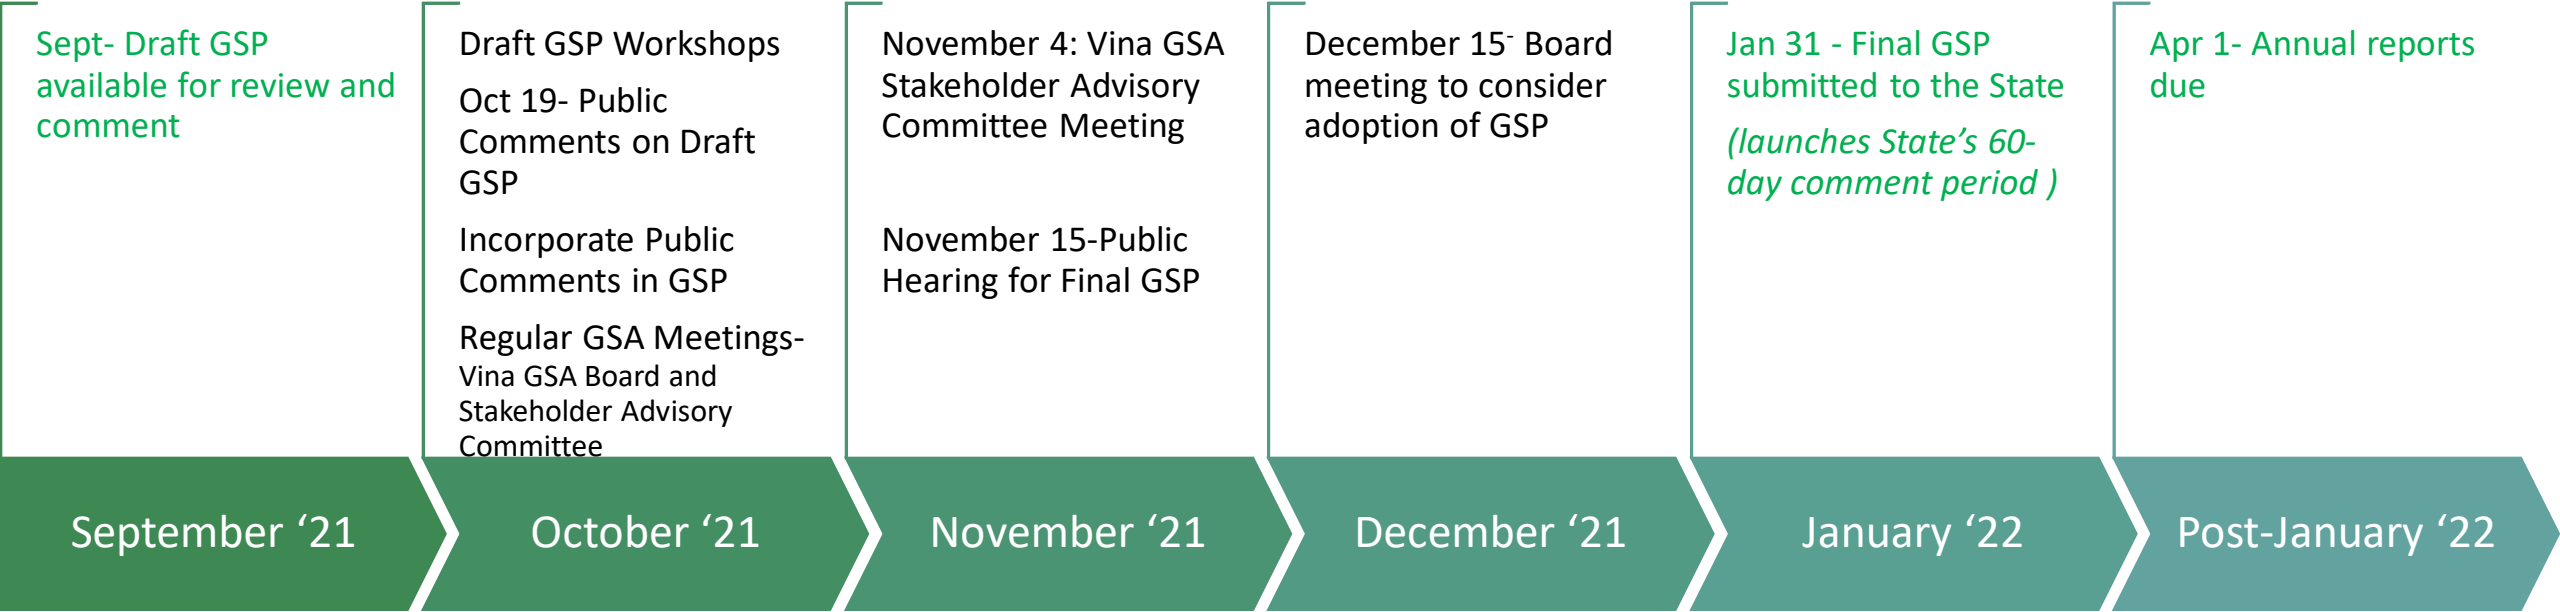 Sept- Draft GSP
available for review and
comment
Draft GSP Workshops
Oct 19- Public
Comments on Draft
GSP
Incorporate Public
Comments in GSP
Regular GSA Meetings-
Vina GSA Board and
Stakeholder Advisory
Committee
November 4: Vina GSA
Stakeholder Advisory
Committee Meeting
November 15-Public
Hearing for Final GSP
December 15- Board
meeting to consider
adoption of GSP
Jan 31 - Final GSP
submitted to the State
(launches State’s 60-
day comment period )
Apr 1- Annual reports
due
September ‘21
October ‘21
November ‘21
December ‘21
January ‘22
Post-January ‘22